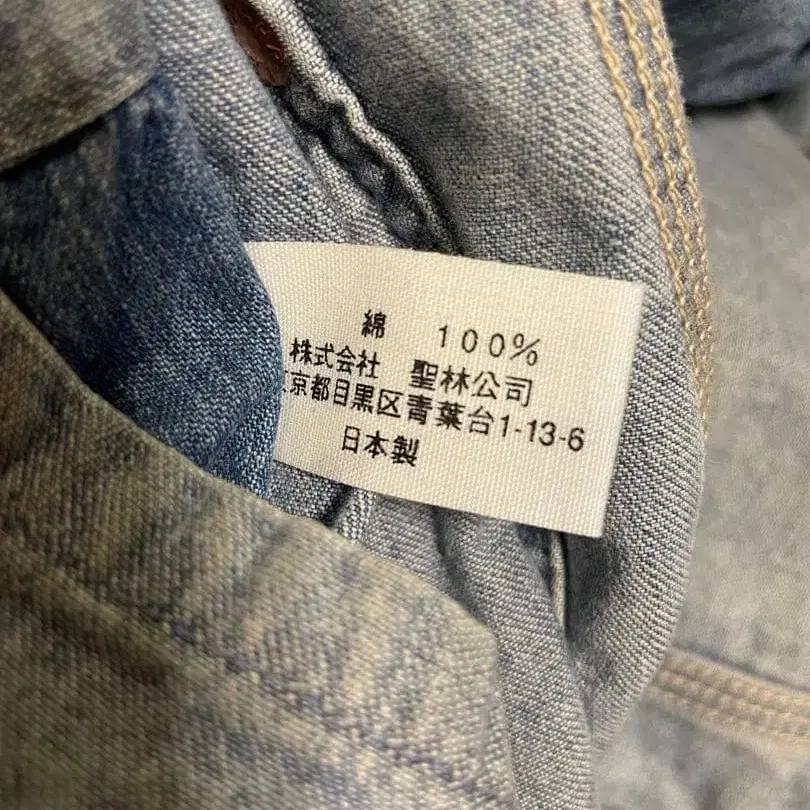 綿 100%
株式会社 聖林公司
京都目黒区青葉台1-13-6
日本製